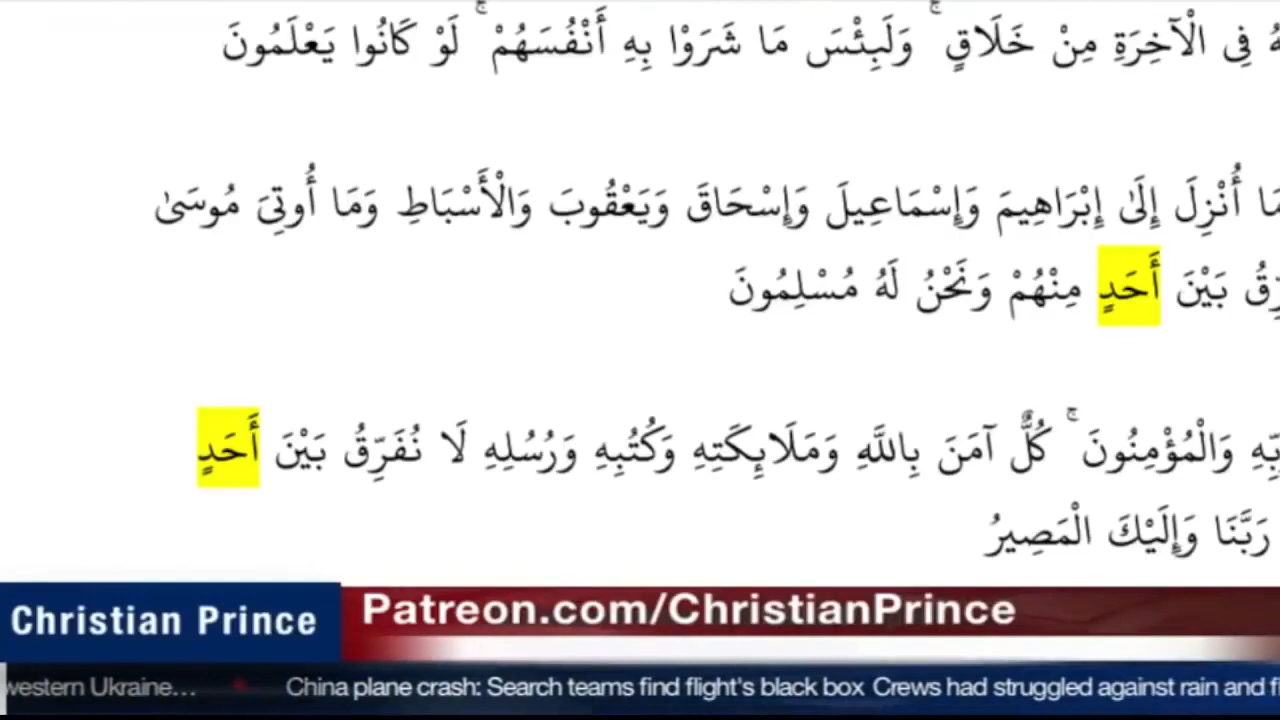 فِي الْآخِرَةِ مِنْ خَلَاقٍ ۚ وَلَبِئْسَ مَا شَرَوْا بِهِ أَنْفُسَهُمْ ۚ لَوْ كَانُوا يَعْلَمُونَ
أُنْزِلَ إِلَىٰ إِبْرَاهِيمَ وَإِسْمَاعِيلَ وَإِسْحَاقَ وَيَعْقُوبَ وَالْأَسْبَاطِ وَمَا أُوتِيَ مُوسَىٰ
بَيْنَ أَحَدٍ مِنْهُمْ وَنَحْنُ لَهُ مُسْلِمُونَ
وَالْمُؤْمِنُونَ ۚ كُلٌّ آمَنَ بِاللَّهِ وَمَلَائِكَتِهِ وَكُتُبِهِ وَرُسُلِهِ لَا نُفَرِّقُ بَيْنَ أَحَدٍ
رَبَّنَا وَإِلَيْكَ الْمَصِيرُ
Christian Prince
Patreon.com/ChristianPrince
western Ukraine... China plane crash: Search teams find flight's black box Crews had struggled against rain and